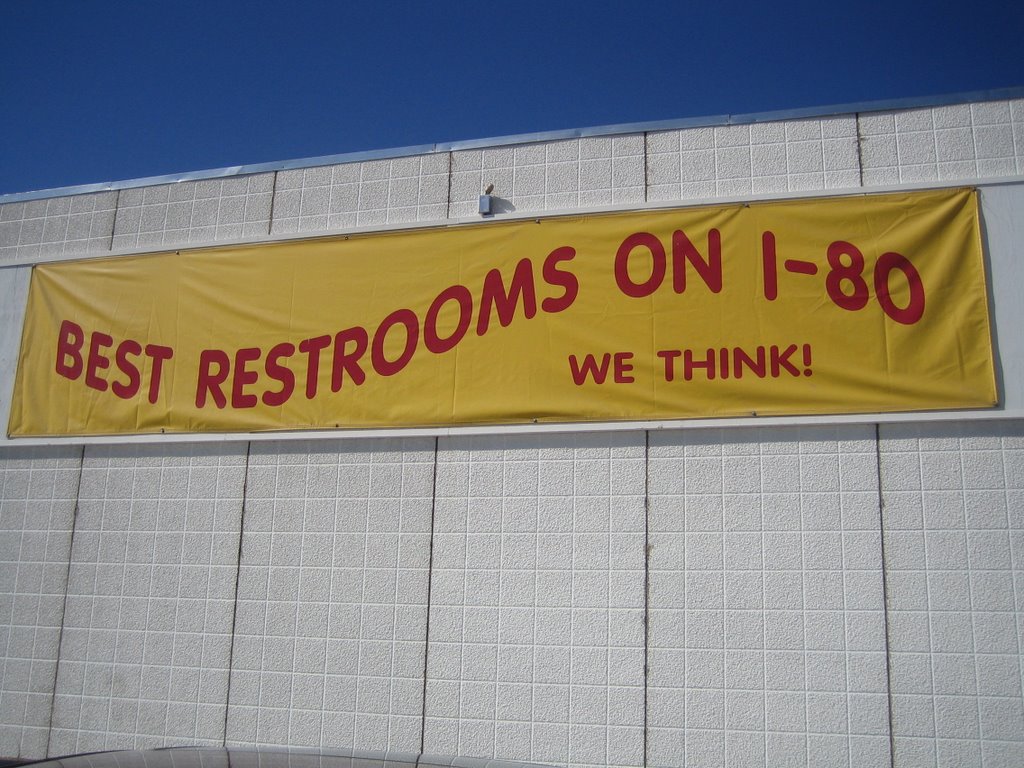 BEST RESTROOMS ON I-80
WE THINK!